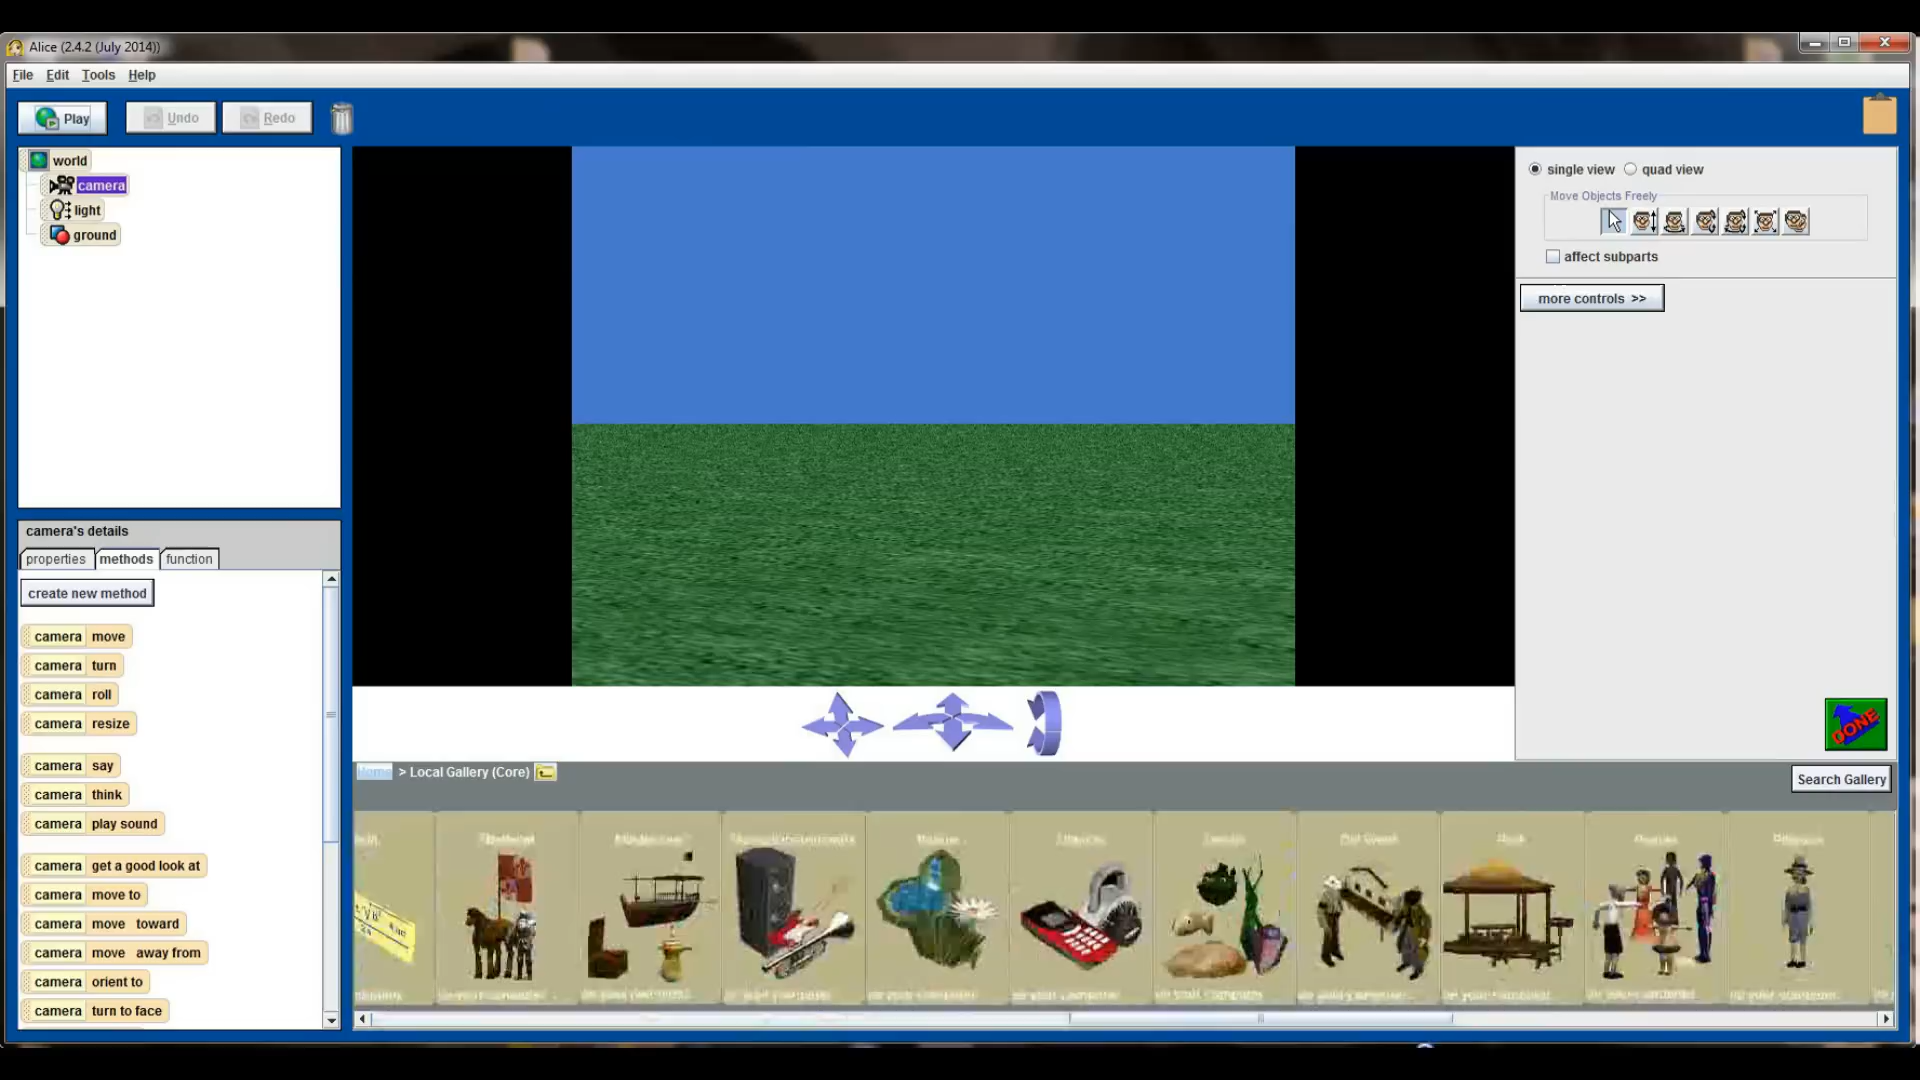 Alice (2.4.2 (July 2014))
File Edit Tools Help
Play Undo Redo
world
camera
light
ground
single view quad view
Move Objects Freely
affect subparts
more controls >>
DONE
camera's details
properties methods function
create new method
camera move
camera turn
camera roll
camera resize
camera say
camera think
camera play sound
camera get a good look at
camera move to
camera move toward
camera move away from
camera orient to
camera turn to face
Home > Local Gallery (Core)
Search Gallery